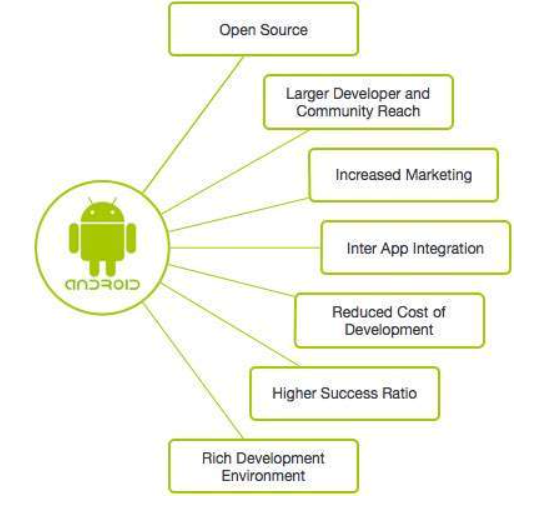 Open Source
Larger Developer and
Community Reach
Increased Marketing
Inter App Integration
ANDROID
Reduced Cost of
Development
Higher Success Ratio
Rich Development
Environment